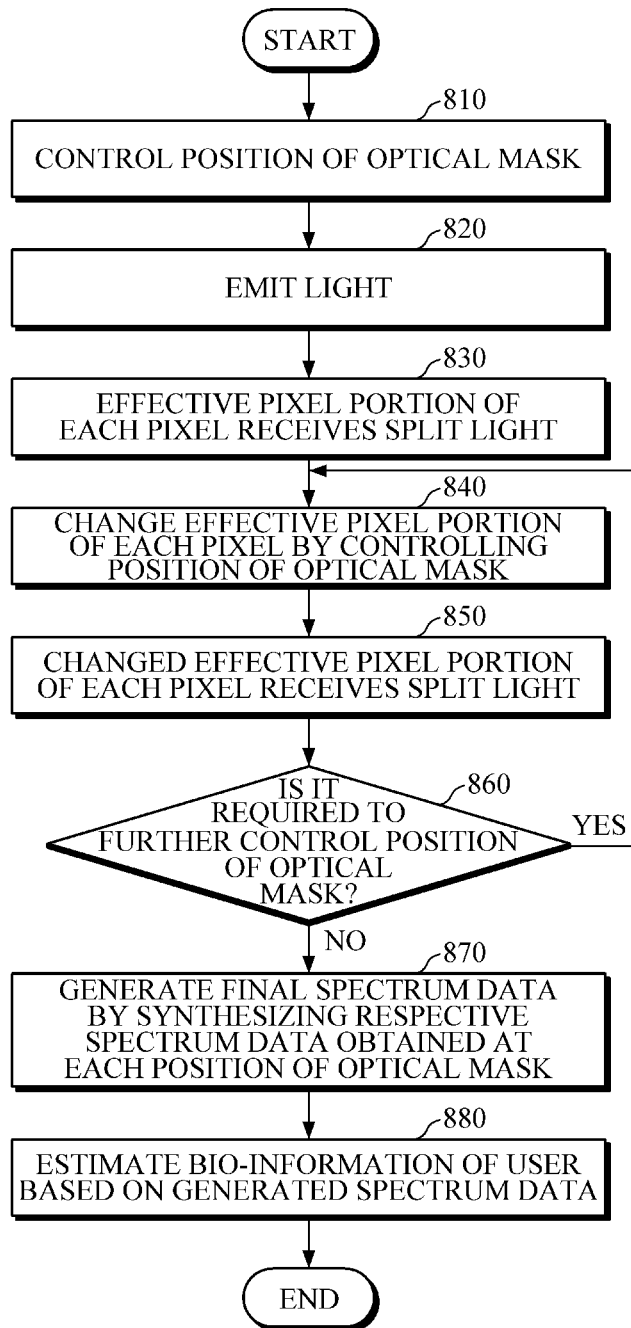 START
810
CONTROL POSITION OF OPTICAL MASK
820
EMIT LIGHT
830
EFFECTIVE PIXEL PORTION OF
EACH PIXEL RECEIVES SPLIT LIGHT
840
CHANGE EFFECTIVE PIXEL PORTION
OF EACH PIXEL BY CONTROLLING
POSITION OF OPTICAL MASK
850
CHANGED EFFECTIVE PIXEL PORTION
OF EACH PIXEL RECEIVES SPLIT LIGHT
860
IS IT
REQUIRED TO
FURTHER CONTROL POSITION
OF OPTICAL
MASK?
YES
NO
870
GENERATE FINAL SPECTRUM DATA
BY SYNTHESIZING RESPECTIVE
SPECTRUM DATA OBTAINED AT
EACH POSITION OF OPTICAL MASK
880
ESTIMATE BIO-INFORMATION OF USER
BASED ON GENERATED SPECTRUM DATA
END